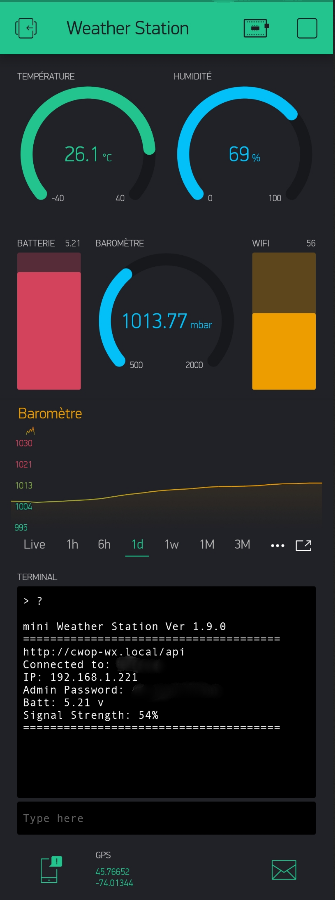 Weather Station
TEMPÉRATURE HUMIDITÉ
26.1 °C 69 %
-40 40 0 100
BATTERIE 5.21 BAROMÈTRE WIFI 56
1013.77 mbar
500 2000
Baromètre
1030
1021
1013
1004
995
Live 1h 6h 1d 1w 1M 3M
TERMINAL
> ?
mini Weather Station Ver 1.9.0
=====================================
http://cwop-wx.local/api
Connected to:
IP: 192.168.1.221
Admin Password:
Batt: 5.21 v
Signal Strength: 54%
=====================================
Type here
GPS
45.76652
-74.01344